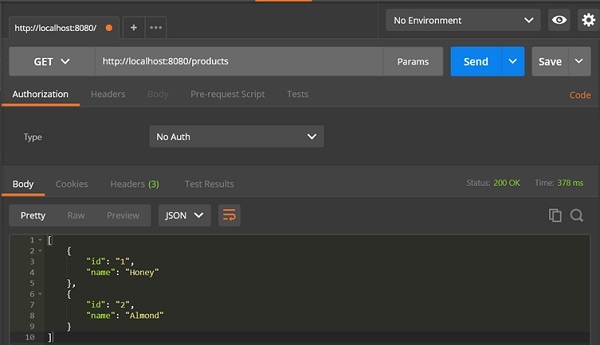 http://localhost:8080/ + ••• No Environment
GET http://localhost:8080/products Params Send Save
Authorization Headers Body Pre-request Script Tests Code
Type No Auth
Body Cookies Headers (3) Test Results Status: 200 OK Time: 378 ms
Pretty Raw Preview JSON
1 [
2 {
3 "id": "1",
4 "name": "Honey"
5 },
6 {
7 "id": "2",
8 "name": "Almond"
9 }
10 ]